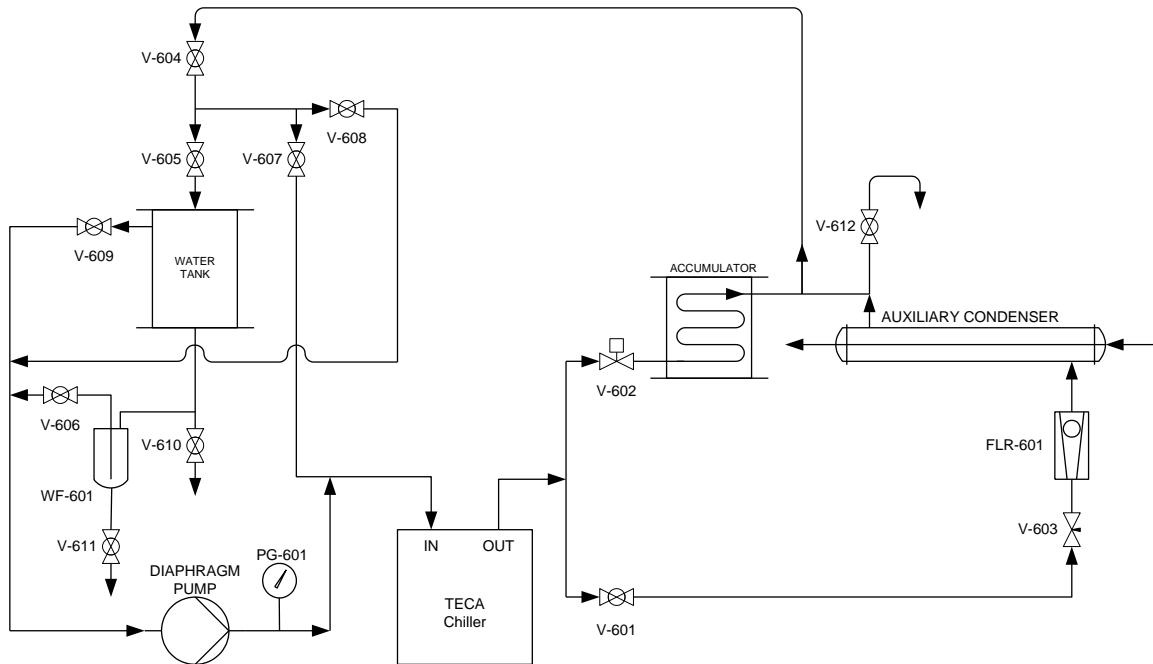 V-604
V-608
V-605
V-607
V-612
V-609
WATER
TANK
ACCUMULATOR
AUXILIARY CONDENSER
V-602
V-606
V-610
FLR-601
WF-601
V-603
V-611
PG-601
IN
OUT
DIAPHRAGM
PUMP
TECA
Chiller
V-601